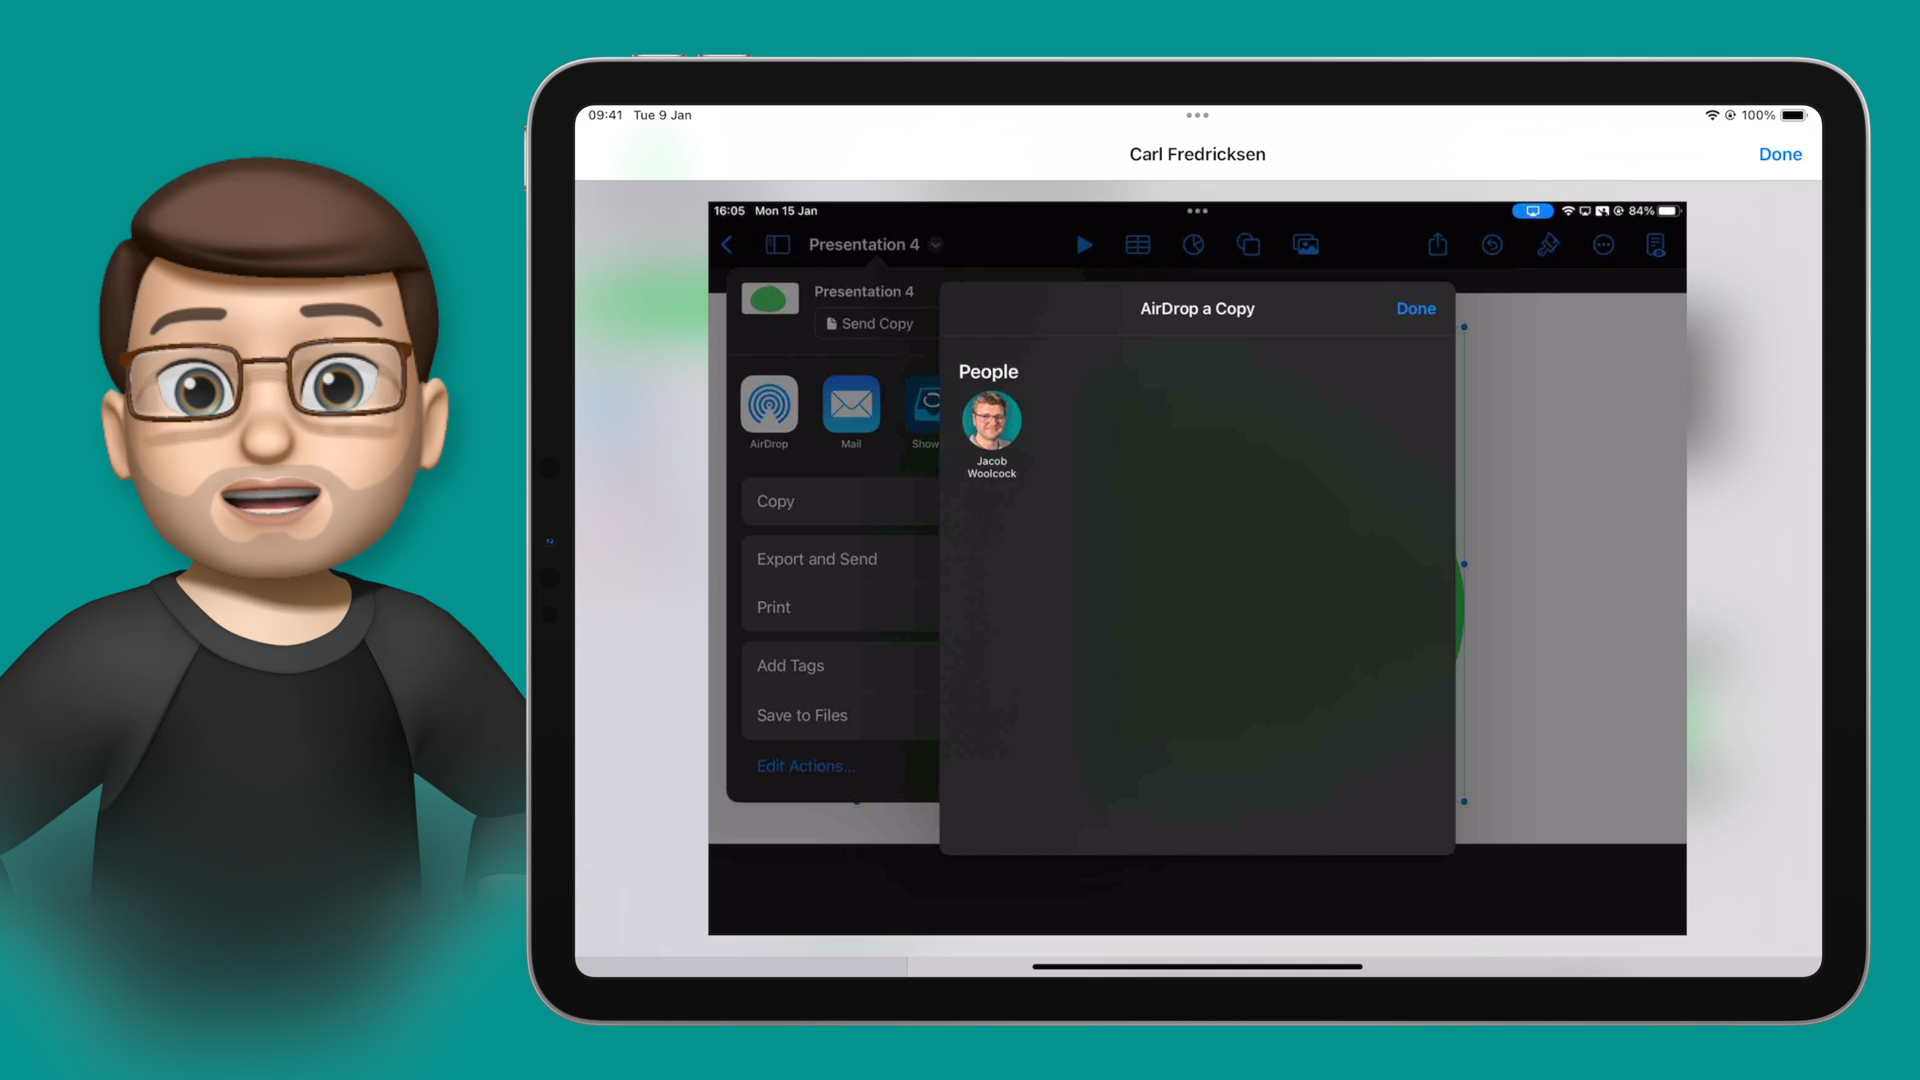 09:41 Tue 9 Jan
100%
Carl Fredricksen
Done
16:05 Mon 15 Jan
84%
Presentation 4
Presentation 4
Send Copy
AirDrop a Copy
Done
People
Jacob
Woolcock
AirDrop
Mail
Show
Copy
Export and Send
Print
Add Tags
Save to Files
Edit Actions...